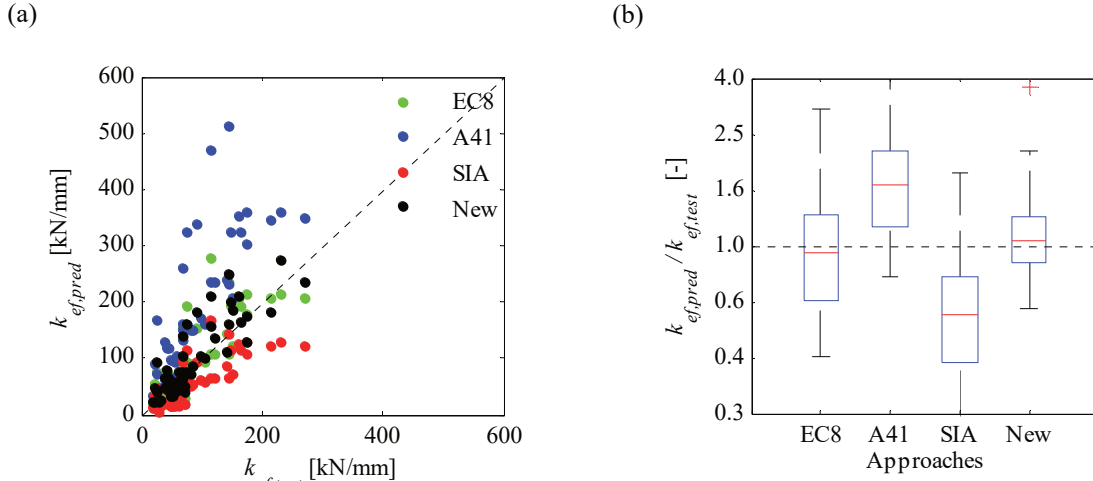 (a)
(b)
600
500
400
300
200
100
0
0
200
400
600
k ef,pred [kN/mm]
k [kN/mm]
EC8
A41
SIA
New
4.0
2.5
1.6
1.0
0.6
0.4
0.3
k ef,pred / k ef,test [-]
EC8
A41
SIA
New
Approaches